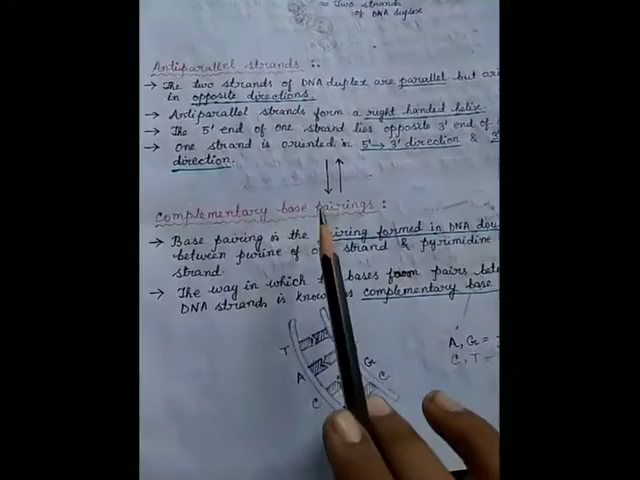 Two strands
of DNA duplex
Antiparallel strands :.
→ The two strands of DNA duplex are parallel but
in opposite directions.
→ Antiparallel strands form a right handed helix
→ The 5' end of one strand lies opposite 3' end of
→ One strand is oriented in 5'→ 3' direction & 3'
direction.
Complementary base pairings :
→ Base pairing is the pairing formed in DNA
between purine of strand & pyrimidine
strand
→ The way in which bases form pairs
DNA strands is known as complementary base
T
A
C
G
C
A, G =
C, T =